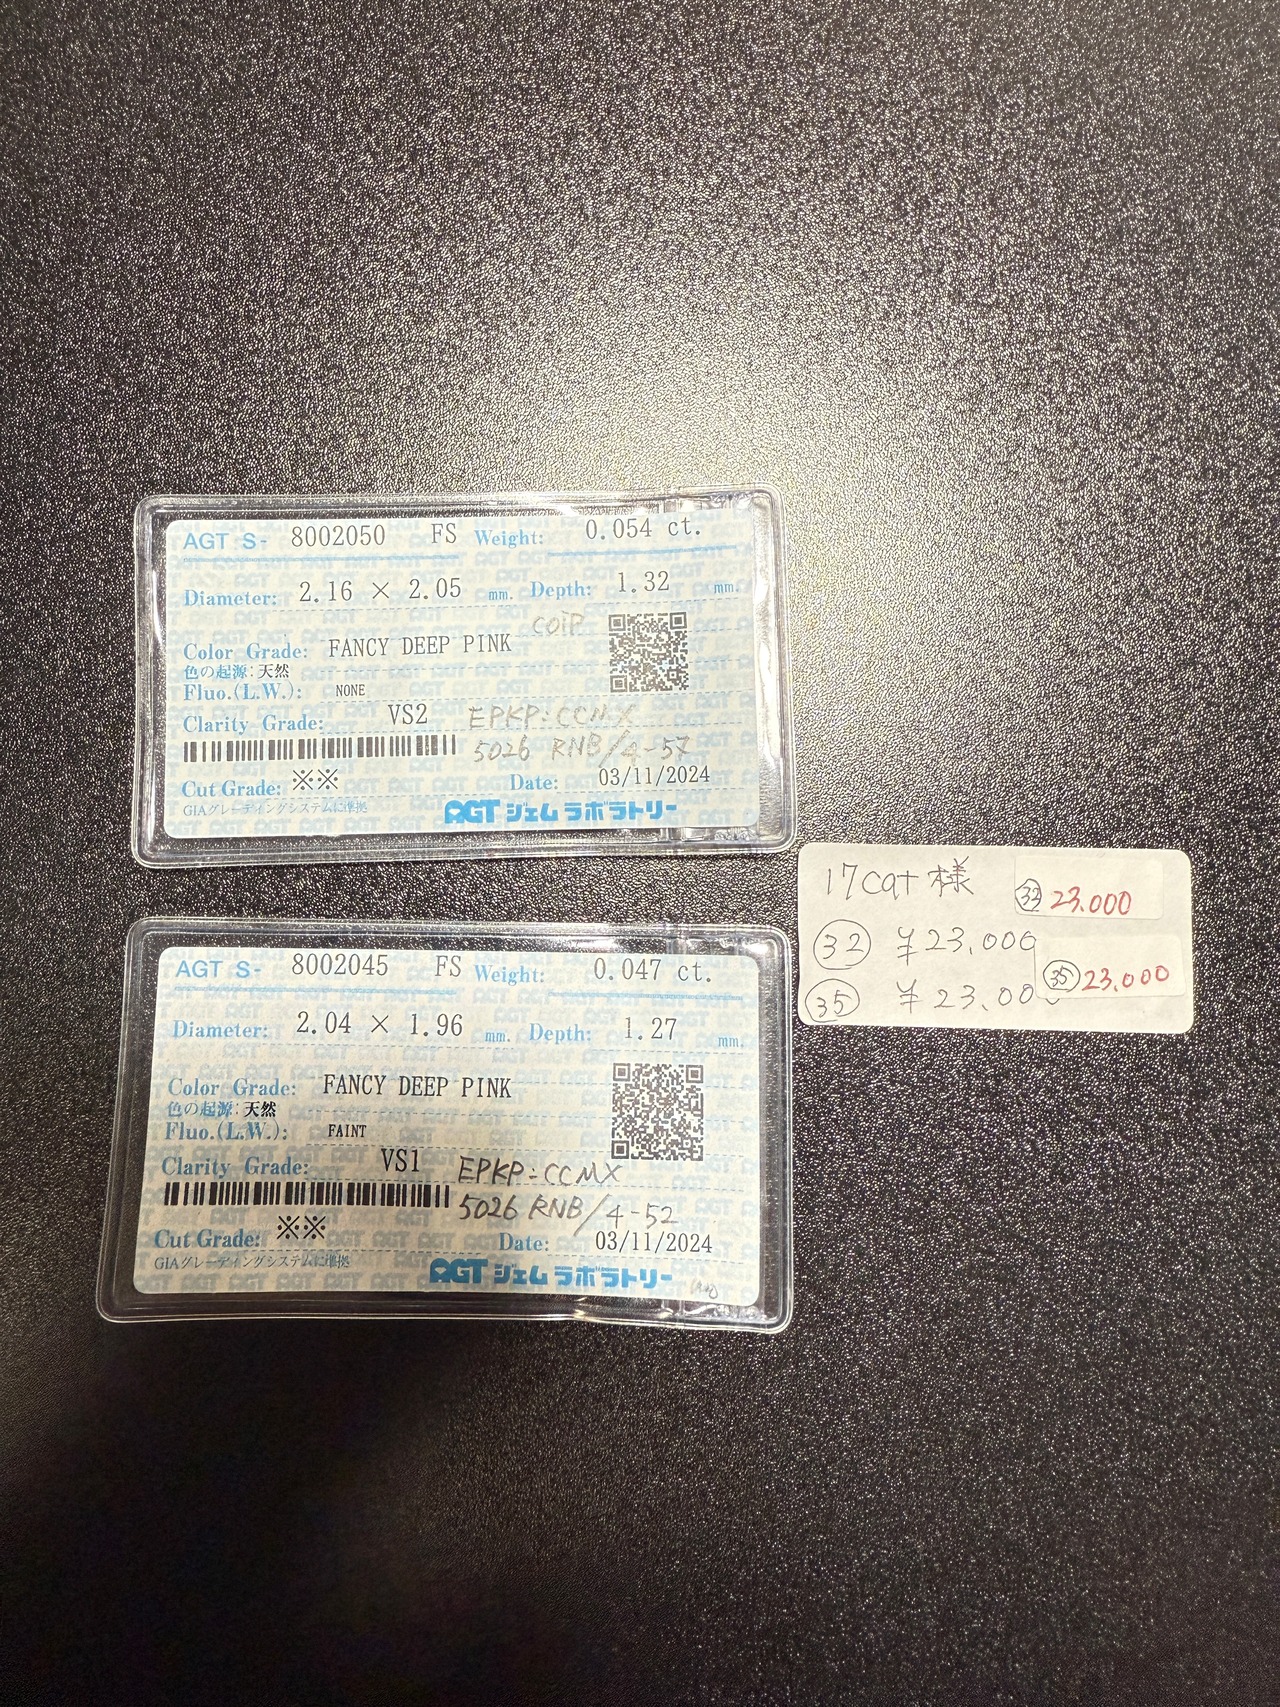 AGT S- 8002050 FS Weight: 0.054 ct.
Diameter: 2.16 × 2.05 mm. Depth: 1.32 mm.
COIP
Color Grade: FANCY DEEP PINK
色の起源:天然
Fluo.(L.W.): NONE
Clarity Grade: VS2 EPKP:CCMX
5026 RNB/4-57
Cut Grade: ※※ Date: 03/11/2024
GIAグレーディングシステムに準拠 AGT ジェムラボラトリー
AGT S- 8002045 FS Weight: 0.047 ct.
Diameter: 2.04 × 1.96 mm. Depth: 1.27 mm.
Color Grade: FANCY DEEP PINK
色の起源:天然
Fluo.(L.W.): FAINT
Clarity Grade: VS1 EPKP:CCMX
5026 RNB/4-52
Cut Grade: ※※ Date: 03/11/2024
GIAグレーディングシステムに準拠 AGT ジェムラボラトリー
17cat様
㉜ ¥23,000
㉟ ¥23,00
23.000
㉟ 23,000